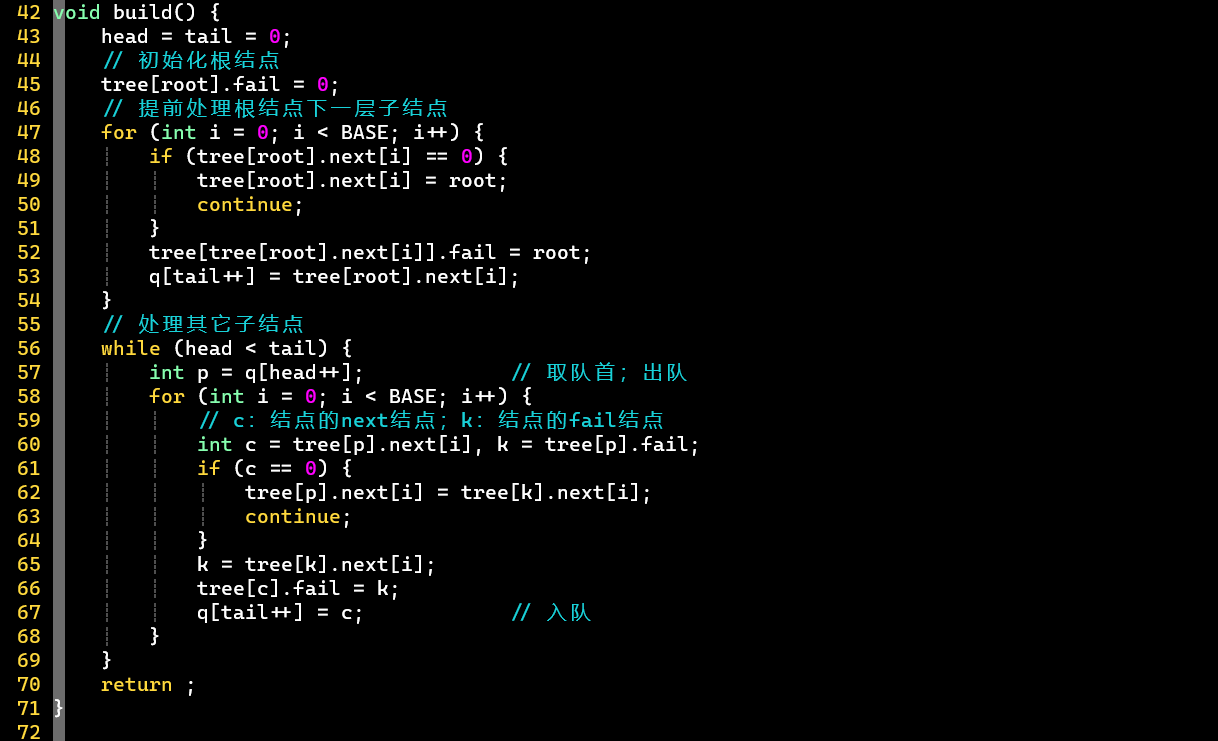 42 void build() {
43     head = tail = 0;
44     // 初始化根结点
45     tree[root].fail = 0;
46     // 提前处理根结点下一层子结点
47     for (int i = 0; i < BASE; i++) {
48         if (tree[root].next[i] == 0) {
49             tree[root].next[i] = root;
50             continue;
51         }
52         tree[tree[root].next[i]].fail = root;
53         q[tail++] = tree[root].next[i];
54     }
55     // 处理其它子结点
56     while (head < tail) {
57         int p = q[head++];            // 取队首；出队
58         for (int i = 0; i < BASE; i++) {
59             // c：结点的next结点；k：结点的fail结点
60             int c = tree[p].next[i], k = tree[p].fail;
61             if (c == 0) {
62                 tree[p].next[i] = tree[k].next[i];
63                 continue;
64             }
65             k = tree[k].next[i];
66             tree[c].fail = k;
67             q[tail++] = c;            // 入队
68         }
69     }
70     return ;
71 }
72